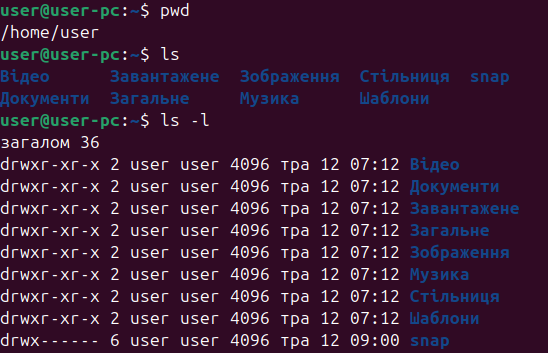 user@user-pc:~$ pwd
/home/user
user@user-pc:~$ ls
Відео Завантажене Зображення Стільниця snap
Документи Загальне Музика Шаблони
user@user-pc:~$ ls -l
загалом 36
drwxr-xr-x 2 user user 4096 тра 12 07:12 Відео
drwxr-xr-x 2 user user 4096 тра 12 07:12 Документи
drwxr-xr-x 2 user user 4096 тра 12 07:12 Завантажене
drwxr-xr-x 2 user user 4096 тра 12 07:12 Загальне
drwxr-xr-x 2 user user 4096 тра 12 07:12 Зображення
drwxr-xr-x 2 user user 4096 тра 12 07:12 Музика
drwxr-xr-x 2 user user 4096 тра 12 07:12 Стільниця
drwxr-xr-x 2 user user 4096 тра 12 07:12 Шаблони
drwx------ 6 user user 4096 тра 12 09:00 snap